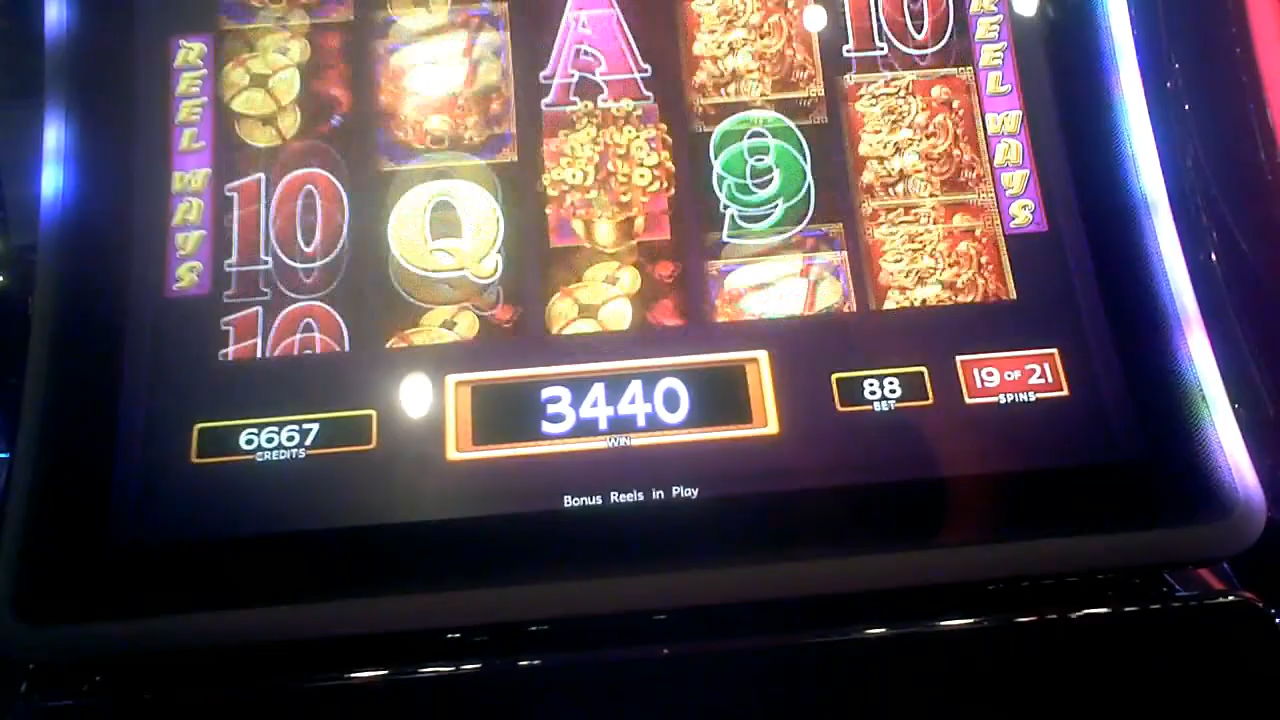 REEL WAYS
A
10
REEL WAYS
10
Q
9
10
6667
CREDITS
3440
WIN
88
BET
19 OF 21
SPINS
Bonus Reels in Play